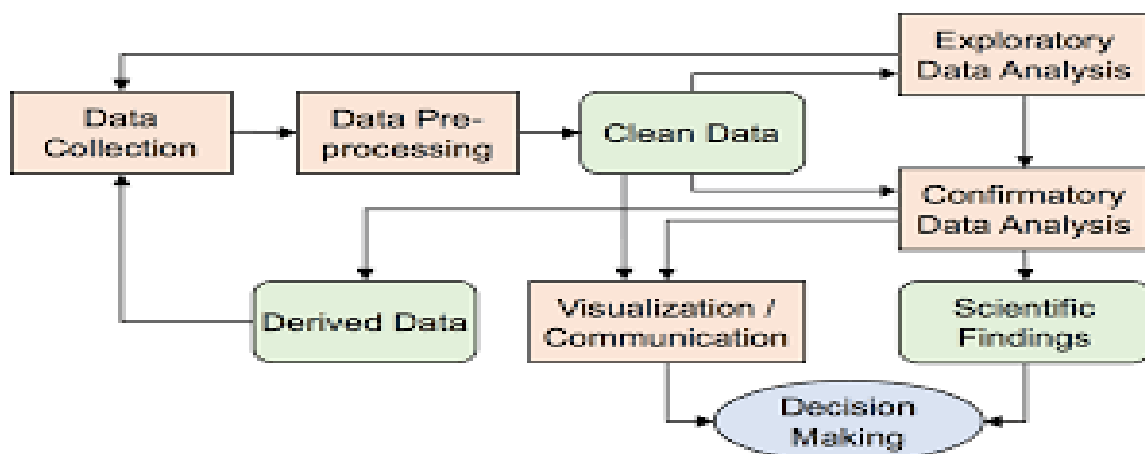 Exploratory
Data Analysis
Data
Collection
Data Pre-
processing
Clean Data
Confirmatory
Data Analysis
Derived Data
Visualization /
Communication
Scientific
Findings
Decision
Making